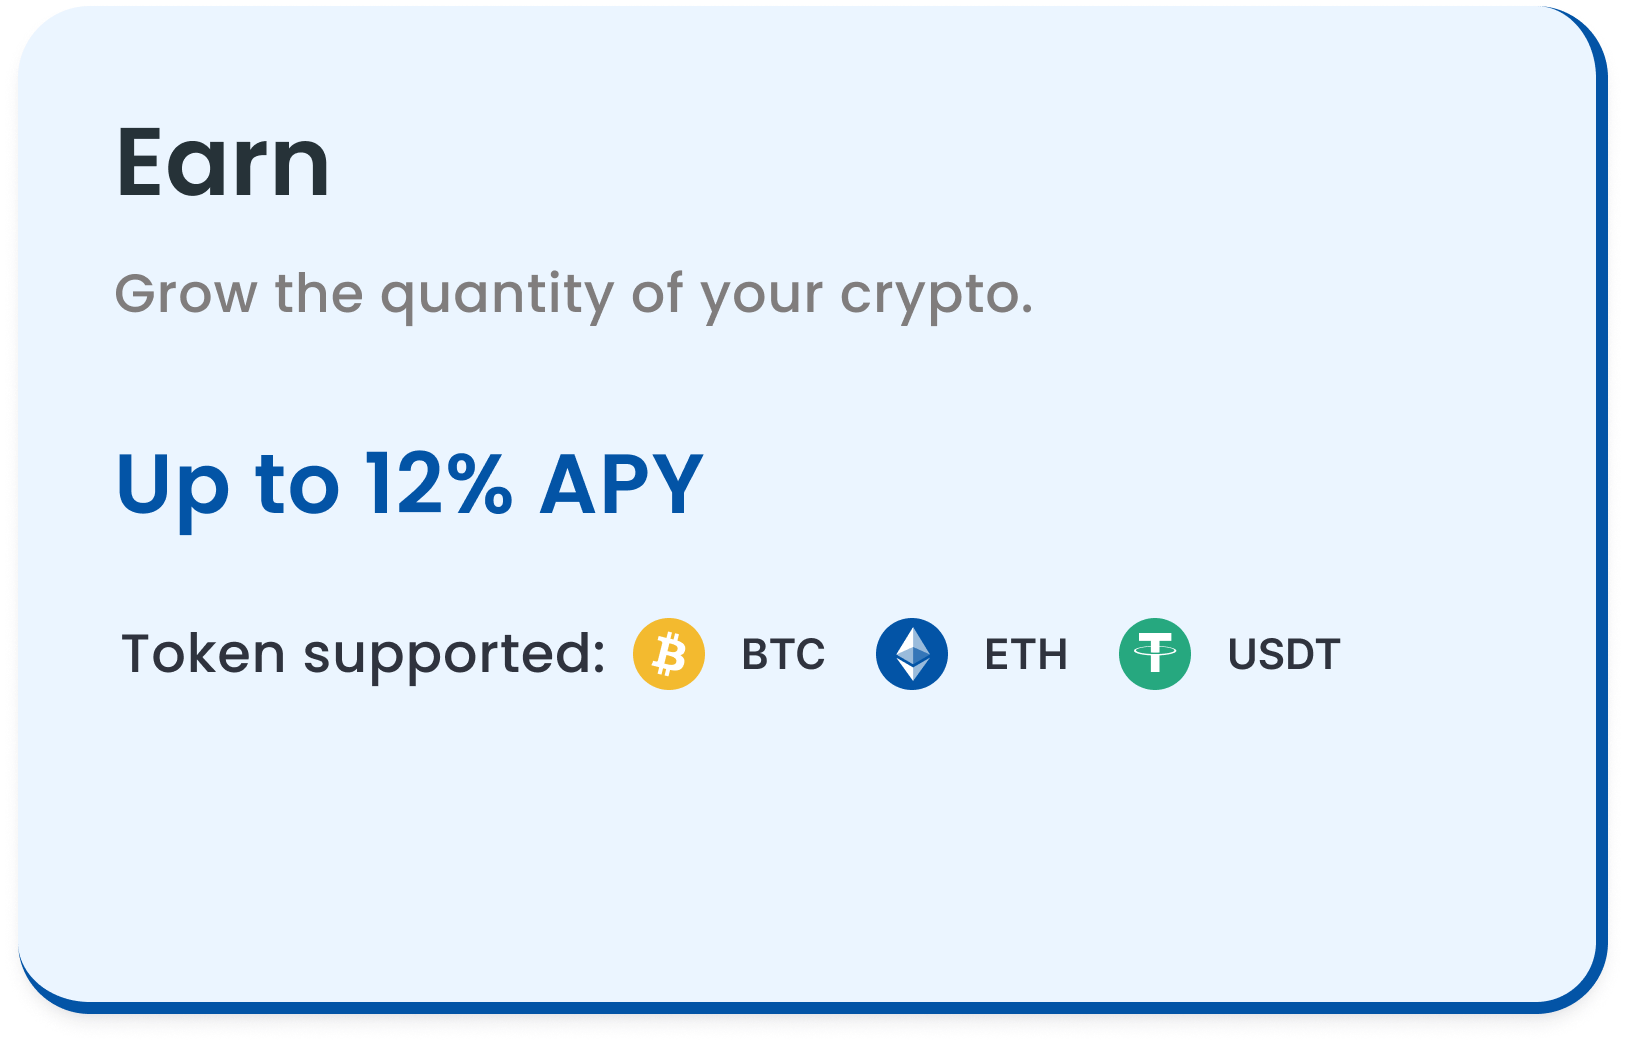 Earn
Grow the quantity of your crypto.
Up to 12% APY
Token supported: BTC ETH USDT